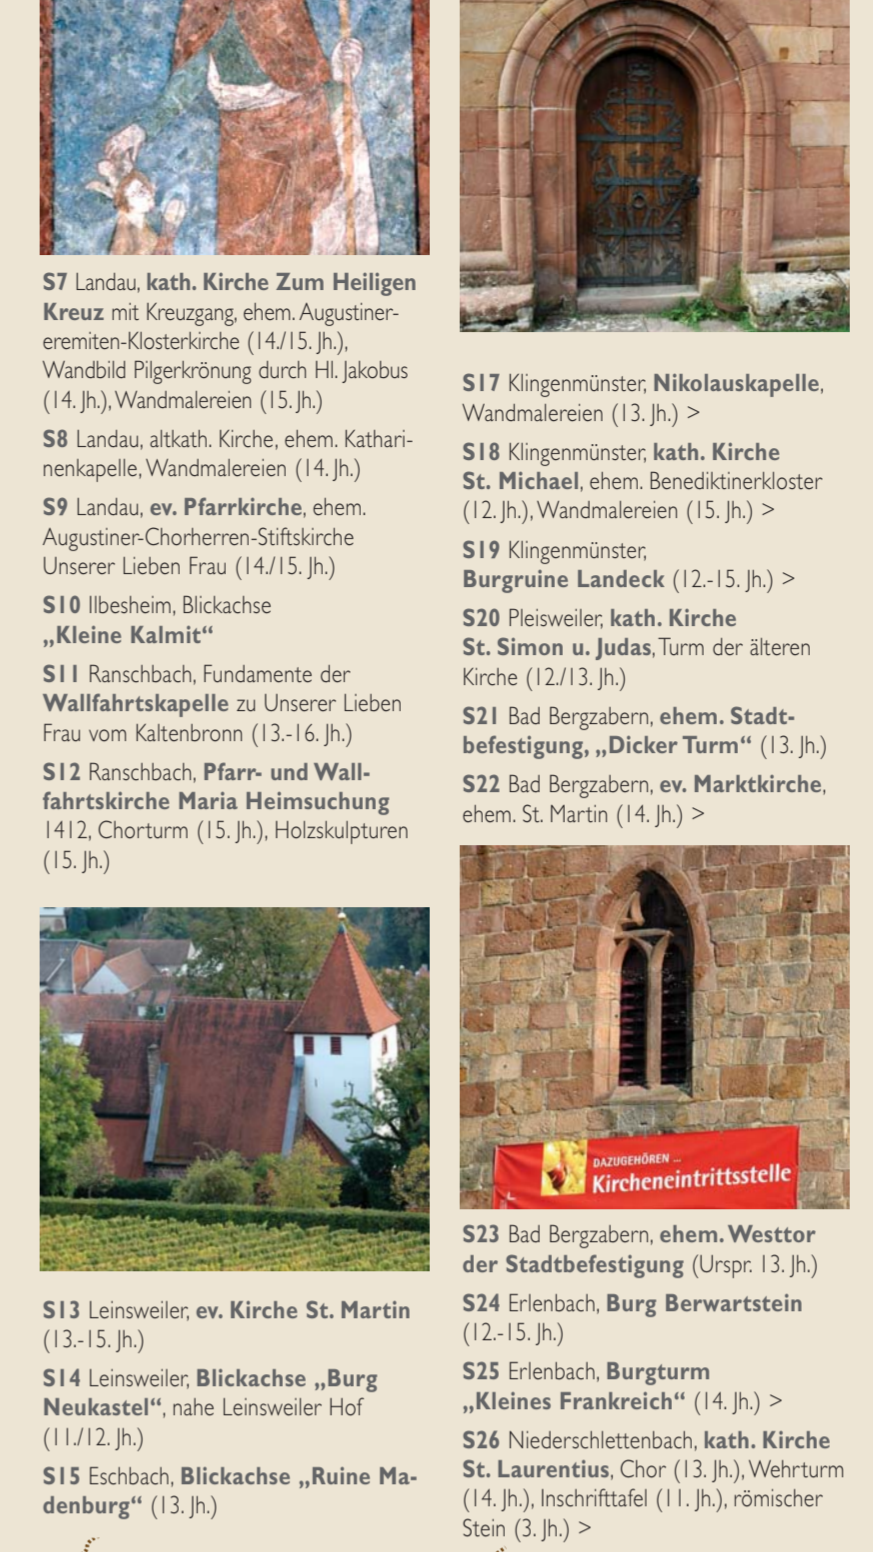 S7 Landau, kath. Kirche Zum Heiligen
Kreuz mit Kreuzgang, ehem. Augustiner-
eremiten-Klosterkirche (14./15. Jh.),
Wandbild Pilgerkrönung durch Hl. Jakobus
(14. Jh.), Wandmalereien (15. Jh.)
S8 Landau, altkath. Kirche, ehem. Kathari-
nenkapelle, Wandmalereien (14. Jh.)
S9 Landau, ev. Pfarrkirche, ehem.
Augustiner-Chorherren-Stiftskirche
Unserer Lieben Frau (14./15. Jh.)
S10 Ilbesheim, Blickachse
„Kleine Kalmit“
S11 Ranschbach, Fundamente der
Wallfahrtskapelle zu Unserer Lieben
Frau vom Kaltenbronn (13.-16. Jh.)
S12 Ranschbach, Pfarr- und Wall-
fahrtskirche Maria Heimsuchung
1412, Chorturm (15. Jh.), Holzskulpturen
(15. Jh.)
S13 Leinsweiler, ev. Kirche St. Martin
(13.-15. Jh.)
S14 Leinsweiler, Blickachse „Burg
Neukastel“, nahe Leinsweiler Hof
(11./12. Jh.)
S15 Eschbach, Blickachse „Ruine Ma-
denburg“ (13. Jh.)
S17 Klingenmünster, Nikolauskapelle,
Wandmalereien (13. Jh.) >
S18 Klingenmünster, kath. Kirche
St. Michael, ehem. Benediktinerkloster
(12. Jh.), Wandmalereien (15. Jh.) >
S19 Klingenmünster,
Burgruine Landeck (12.-15. Jh.) >
S20 Pleisweiler, kath. Kirche
St. Simon u. Judas, Turm der älteren
Kirche (12./13. Jh.)
S21 Bad Bergzabern, ehem. Stadt-
befestigung, „Dicker Turm“ (13. Jh.)
S22 Bad Bergzabern, ev. Marktkirche,
ehem. St. Martin (14. Jh.) >
DAZUGEHÖREN ...
Kircheneintrittsstelle
S23 Bad Bergzabern, ehem. Westtor
der Stadtbefestigung (Urspr. 13. Jh.)
S24 Erlenbach, Burg Berwartstein
(12.-15. Jh.)
S25 Erlenbach, Burgturm
„Kleines Frankreich“ (14. Jh.) >
S26 Niederschlettenbach, kath. Kirche
St. Laurentius, Chor (13. Jh.), Wehrturm
(14. Jh.), Inschrifttafel (11. Jh.), römischer
Stein (3. Jh.) >